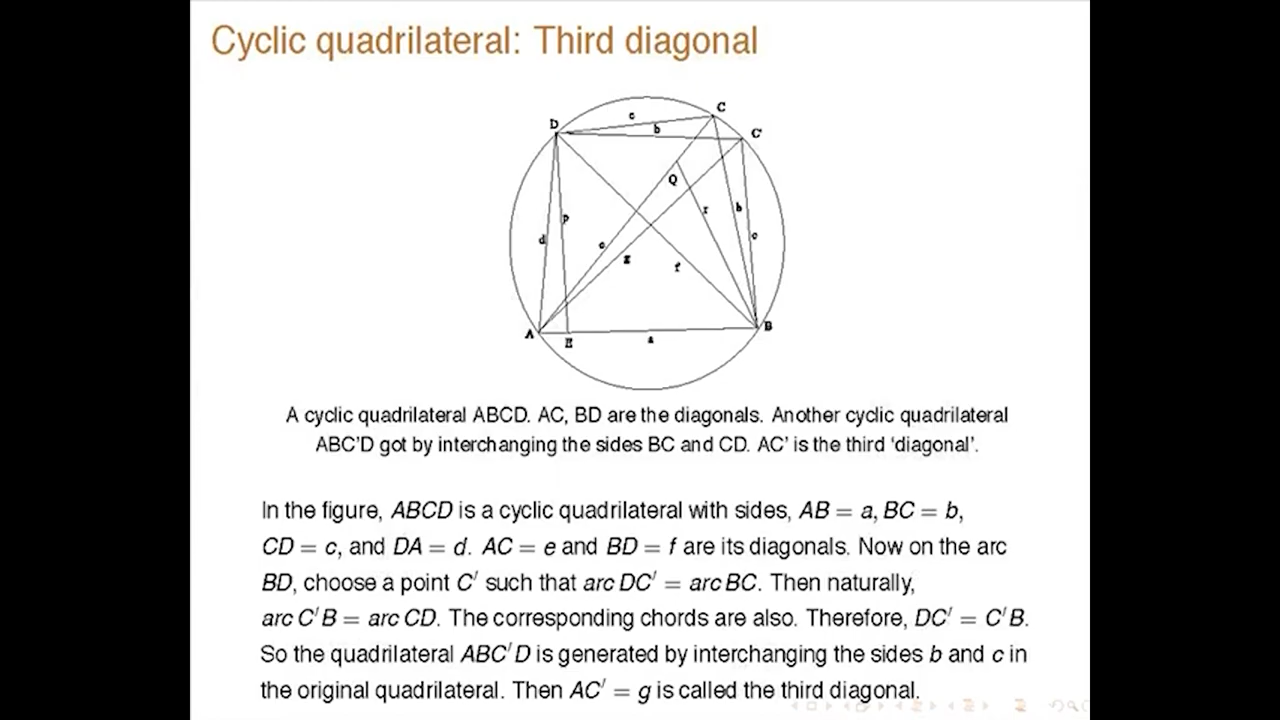 Cyclic quadrilateral: Third diagonal
C
c
D
b
C'
Q
p
r
b
d
e
c
g
f
A
E
a
B
A cyclic quadrilateral ABCD. AC, BD are the diagonals. Another cyclic quadrilateral
ABC'D got by interchanging the sides BC and CD. AC' is the third 'diagonal'.
In the figure, ABCD is a cyclic quadrilateral with sides, AB = a, BC = b,
CD = c, and DA = d. AC = e and BD = f are its diagonals. Now on the arc
BD, choose a point C′ such that arc DC′ = arc BC. Then naturally,
arc C′B = arc CD. The corresponding chords are also. Therefore, DC′ = C′B.
So the quadrilateral ABC′D is generated by interchanging the sides b and c in
the original quadrilateral. Then AC′ = g is called the third diagonal.